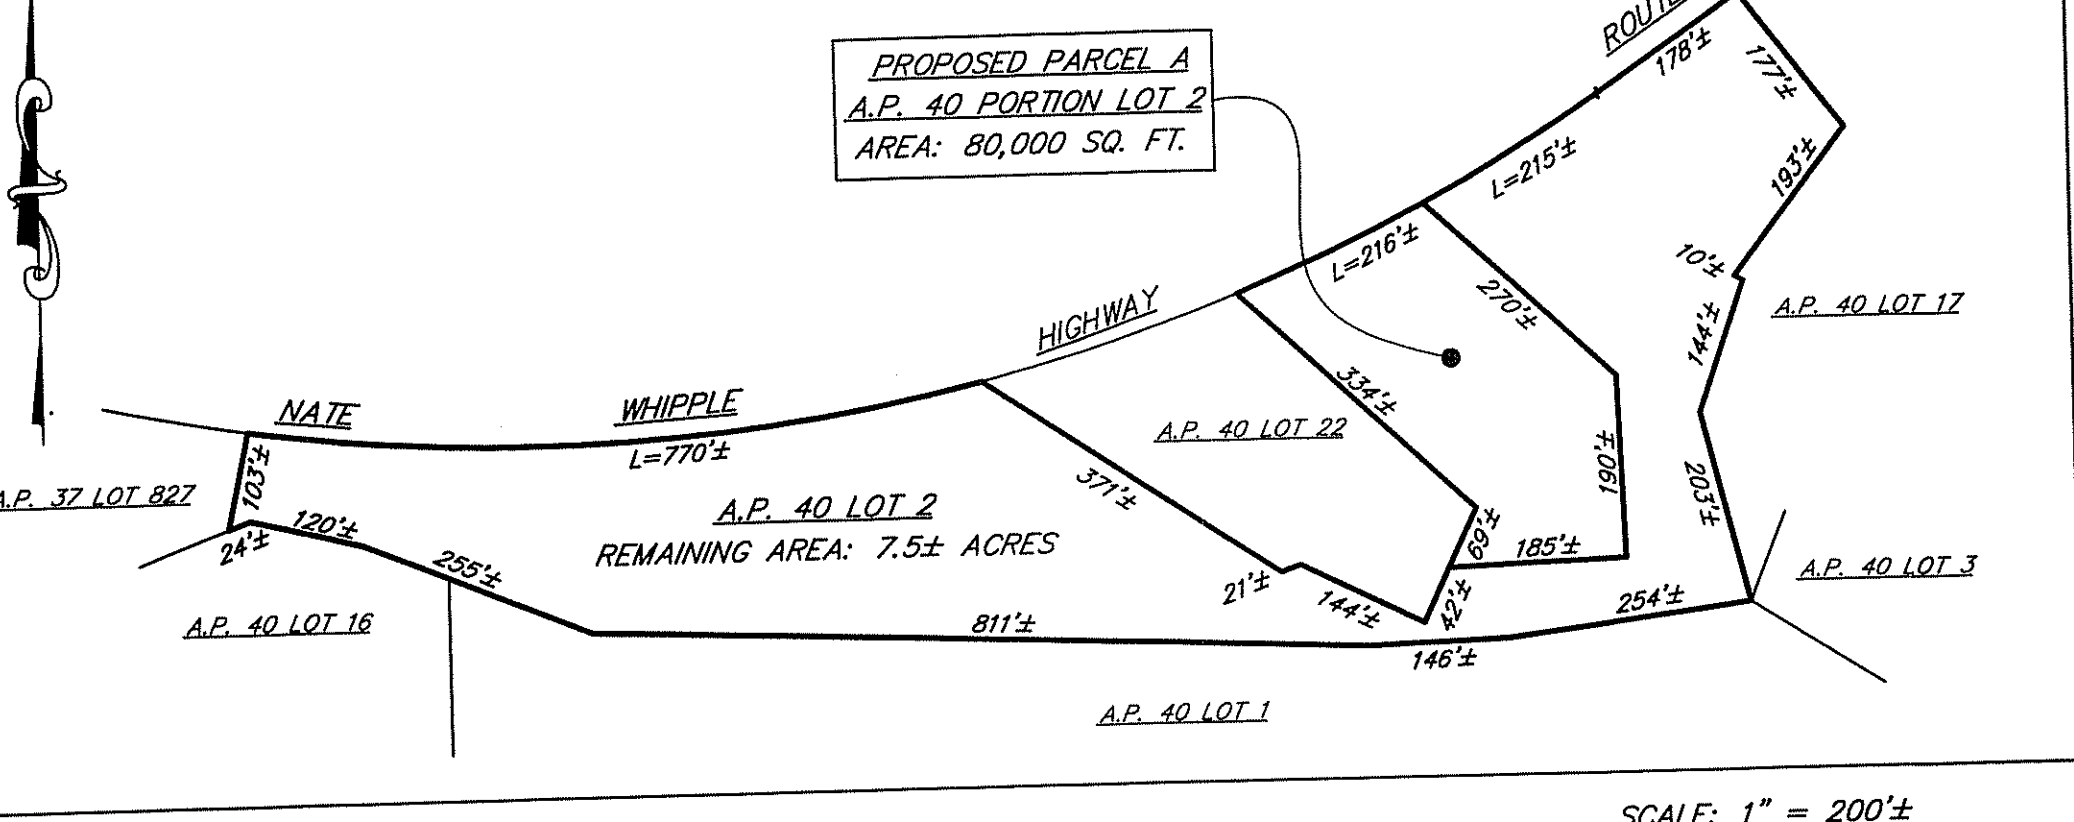 PROPOSED PARCEL A
A.P. 40 PORTION LOT 2
AREA: 80,000 SQ. FT.
178'±
177'±
193'±
L=215'±
L=216'±
10'±
270'±
144'±
A.P. 40 LOT 17
HIGHWAY
334'±
NATE
WHIPPLE
L=770'±
A.P. 40 LOT 22
190'±
103'±
371'±
203'±
A.P. 37 LOT 827
A.P. 40 LOT 2
REMAINING AREA: 7.5± ACRES
120'±
24'±
255'±
69'±
185'±
A.P. 40 LOT 3
21'±
144'±
42'±
254'±
A.P. 40 LOT 16
811'±
146'±
A.P. 40 LOT 1
SCALE: 1" = 200'±